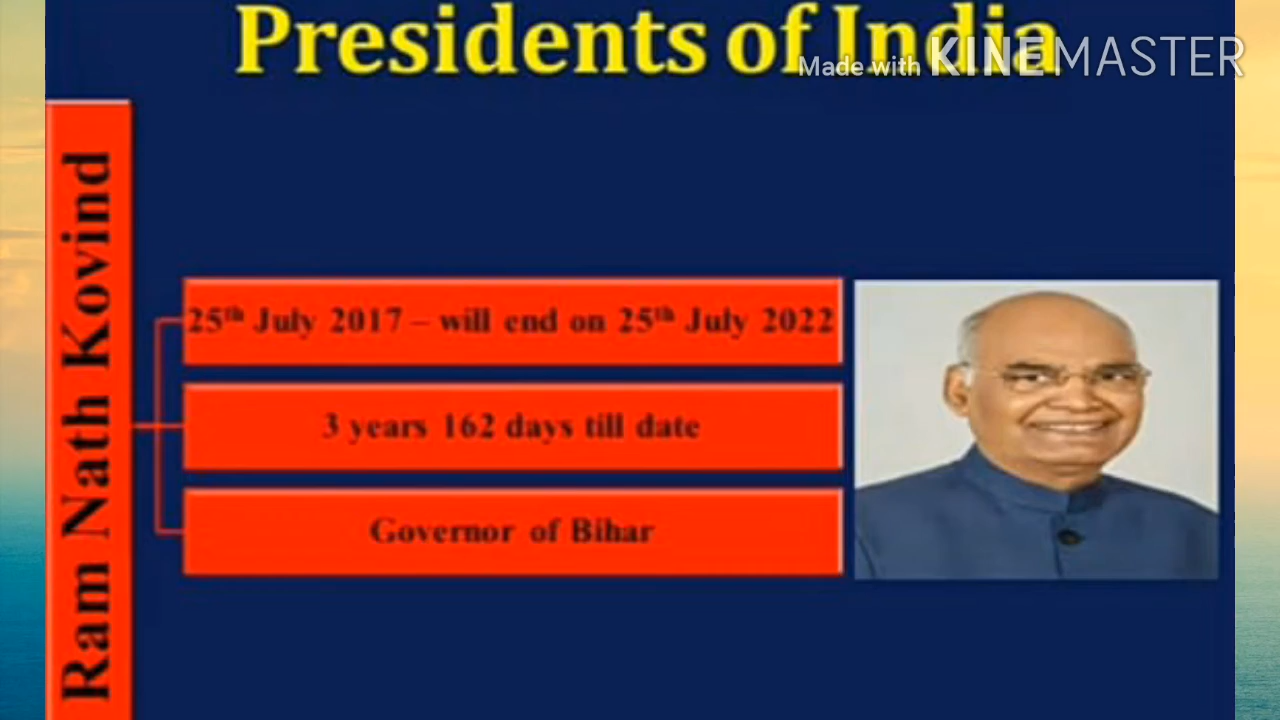 Presidents of India
Made with KINEMASTER
Ram Nath Kovind
25th July 2017 – will end on 25th July 2022
3 years 162 days till date
Governor of Bihar